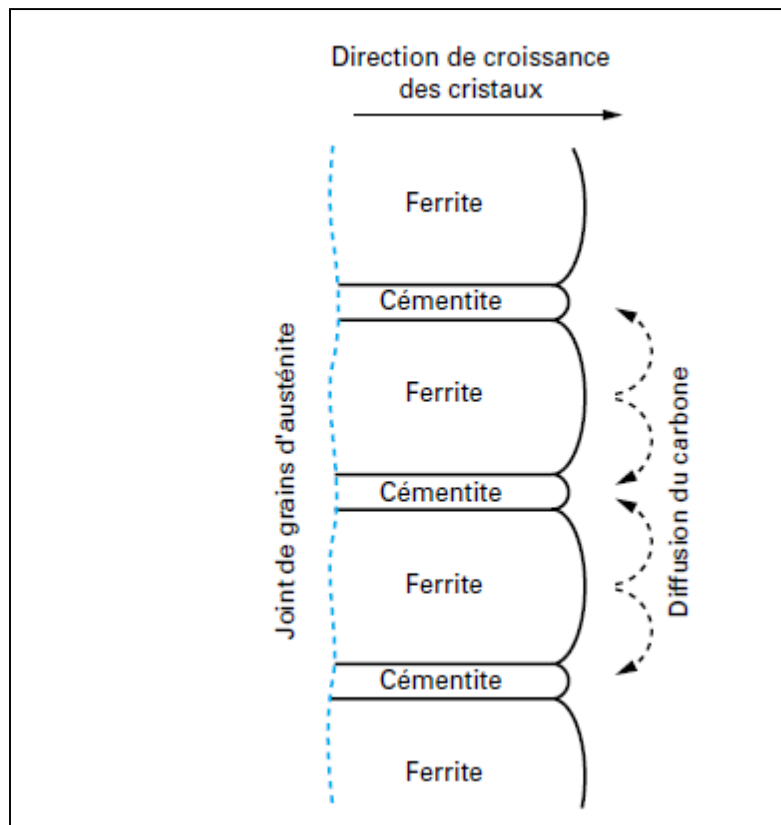 Direction de croissance
des cristaux
Ferrite
Cémentite
Ferrite
Cémentite
Ferrite
Cémentite
Ferrite
Joint de grains d'austénite
Diffusion du carbone